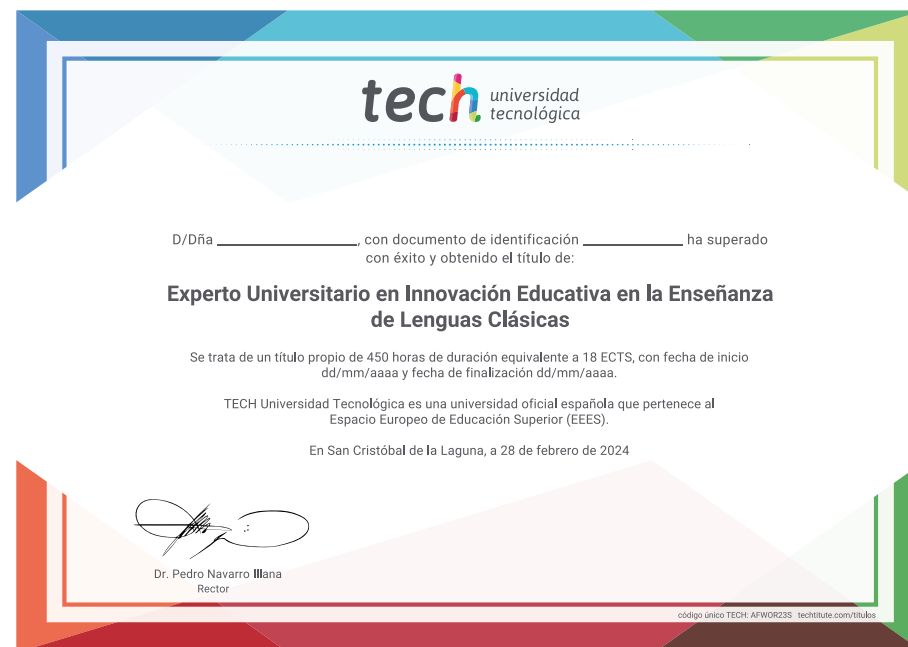 tech universidad
tecnológica
D/Dña ____________________, con documento de identificación ______________ ha superado
con éxito y obtenido el título de:
Experto Universitario en Innovación Educativa en la Enseñanza
de Lenguas Clásicas
Se trata de un título propio de 450 horas de duración equivalente a 18 ECTS, con fecha de inicio
dd/mm/aaaa y fecha de finalización dd/mm/aaaa.
TECH Universidad Tecnológica es una universidad oficial española que pertenece al
Espacio Europeo de Educación Superior (EEES).
En San Cristóbal de la Laguna, a 28 de febrero de 2024
Dr. Pedro Navarro Illana
Rector
código único TECH: AFWOR23S techtitute.com/titulos